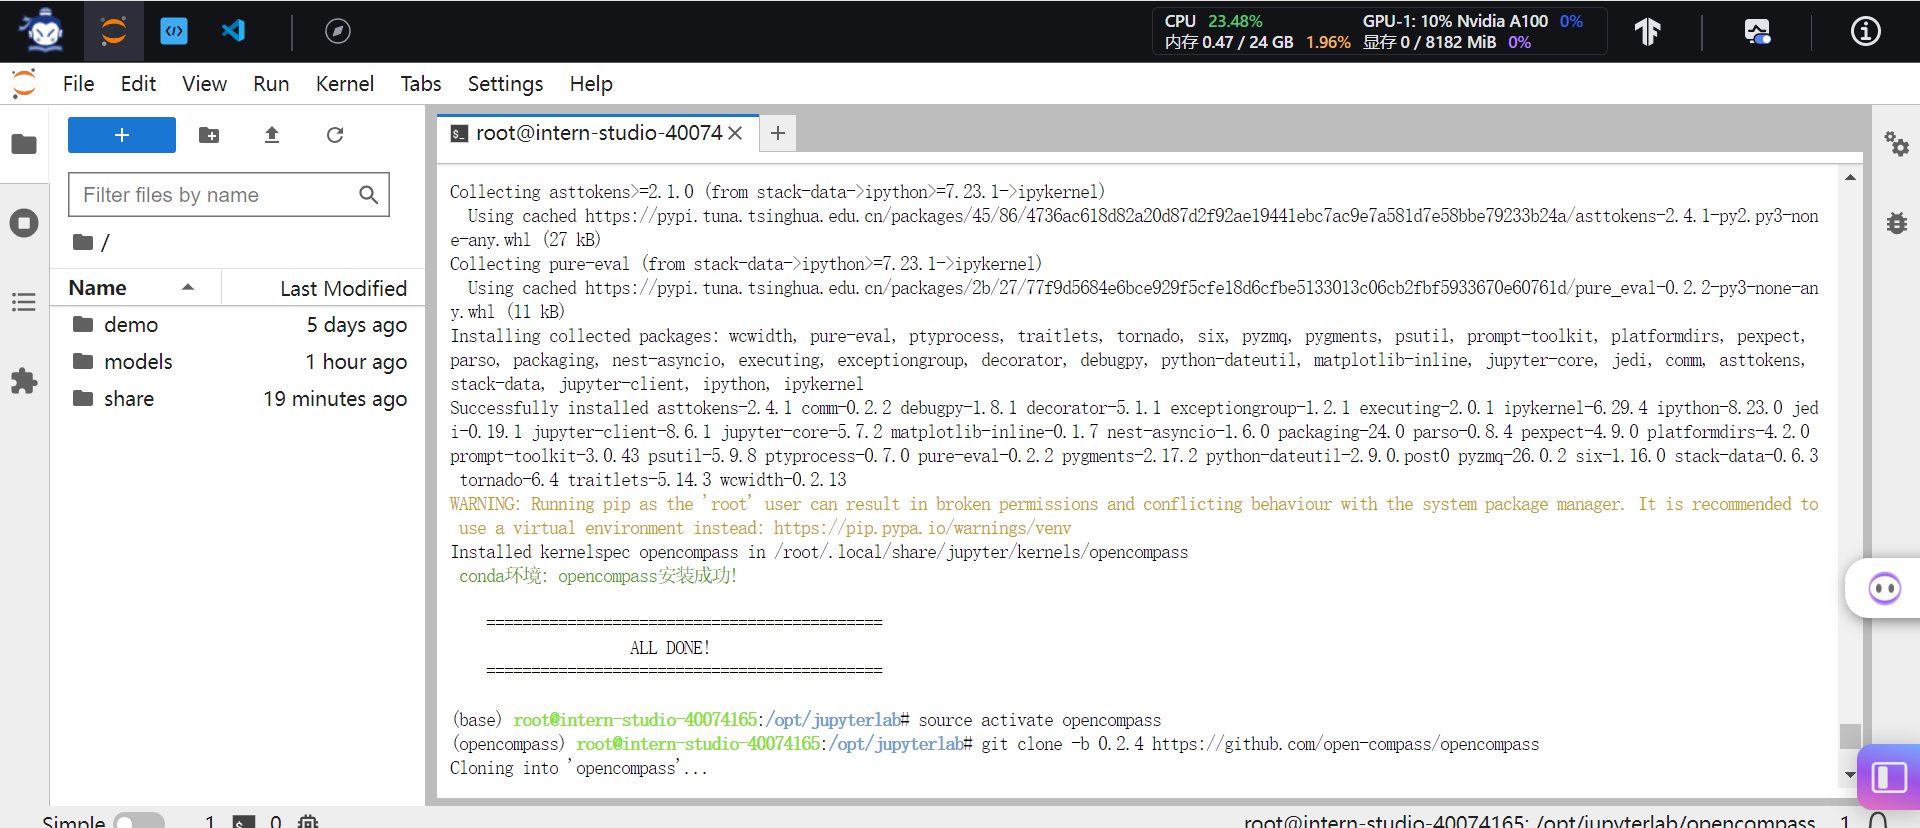 CPU 23.48% GPU-1: 10% Nvidia A100 0%
内存 0.47 / 24 GB 1.96% 显存 0 / 8182 MiB 0%
File Edit View Run Kernel Tabs Settings Help
root@intern-studio-40074
Filter files by name
/
Name Last Modified
demo 5 days ago
models 1 hour ago
share 19 minutes ago
Collecting asttokens>=2.1.0 (from stack-data->ipython>=7.23.1->ipykernel)
Using cached https://pypi.tuna.tsinghua.edu.cn/packages/45/86/4736ac618d82a20d87d2f92ae19441ebc7ac9e7a581d7e58bbe79233b24a/asttokens-2.4.1-py2.py3-non
e-any.whl (27 kB)
Collecting pure-eval (from stack-data->ipython>=7.23.1->ipykernel)
Using cached https://pypi.tuna.tsinghua.edu.cn/packages/2b/27/77f9d5684e6bce929f5cfe18d6cfbe5133013c06cb2fbf5933670e60761d/pure_eval-0.2.2-py3-none-an
y.whl (11 kB)
Installing collected packages: wcwidth, pure-eval, ptyprocess, traitlets, tornado, six, pyzmq, pygments, psutil, prompt-toolkit, platformdirs, pexpect,
parso, packaging, nest-asyncio, executing, exceptiongroup, decorator, debugpy, python-dateutil, matplotlib-inline, jupyter-core, jedi, comm, asttokens,
stack-data, jupyter-client, ipython, ipykernel
Successfully installed asttokens-2.4.1 comm-0.2.2 debugpy-1.8.1 decorator-5.1.1 exceptiongroup-1.2.1 executing-2.0.1 ipykernel-6.29.4 ipython-8.23.0 jed
i-0.19.1 jupyter-client-8.6.1 jupyter-core-5.7.2 matplotlib-inline-0.1.7 nest-asyncio-1.6.0 packaging-24.0 parso-0.8.4 pexpect-4.9.0 platformdirs-4.2.0
prompt-toolkit-3.0.43 psutil-5.9.8 ptyprocess-0.7.0 pure-eval-0.2.2 pygments-2.17.2 python-dateutil-2.9.0.post0 pyzmq-26.0.2 six-1.16.0 stack-data-0.6.3
tornado-6.4 traitlets-5.14.3 wcwidth-0.2.13
WARNING: Running pip as the 'root' user can result in broken permissions and conflicting behaviour with the system package manager. It is recommended to
use a virtual environment instead: https://pip.pypa.io/warnings/venv
Installed kernelspec opencompass in /root/.local/share/jupyter/kernels/opencompass
conda环境: opencompass安装成功!
============================================
ALL DONE!
============================================
(base) root@intern-studio-40074165:/opt/jupyterlab# source activate opencompass
(opencompass) root@intern-studio-40074165:/opt/jupyterlab# git clone -b 0.2.4 https://github.com/open-compass/opencompass
Cloning into 'opencompass'...
Simple 1 0 root@intern-studio-40074165: /opt/jupyterlab/opencompass 1